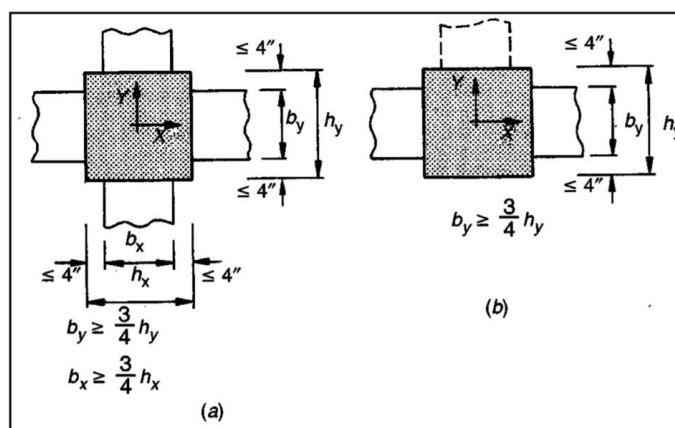 ≤ 4″
Y
X
b_y
h_y
≤ 4″
b_x
≤ 4″
h_x
≤ 4″
b_y ≥ 3/4 h_y
b_x ≥ 3/4 h_x
(a)
≤ 4″
Y
X
b_y
h_y
≤ 4″
b_y ≥ 3/4 h_y
(b)